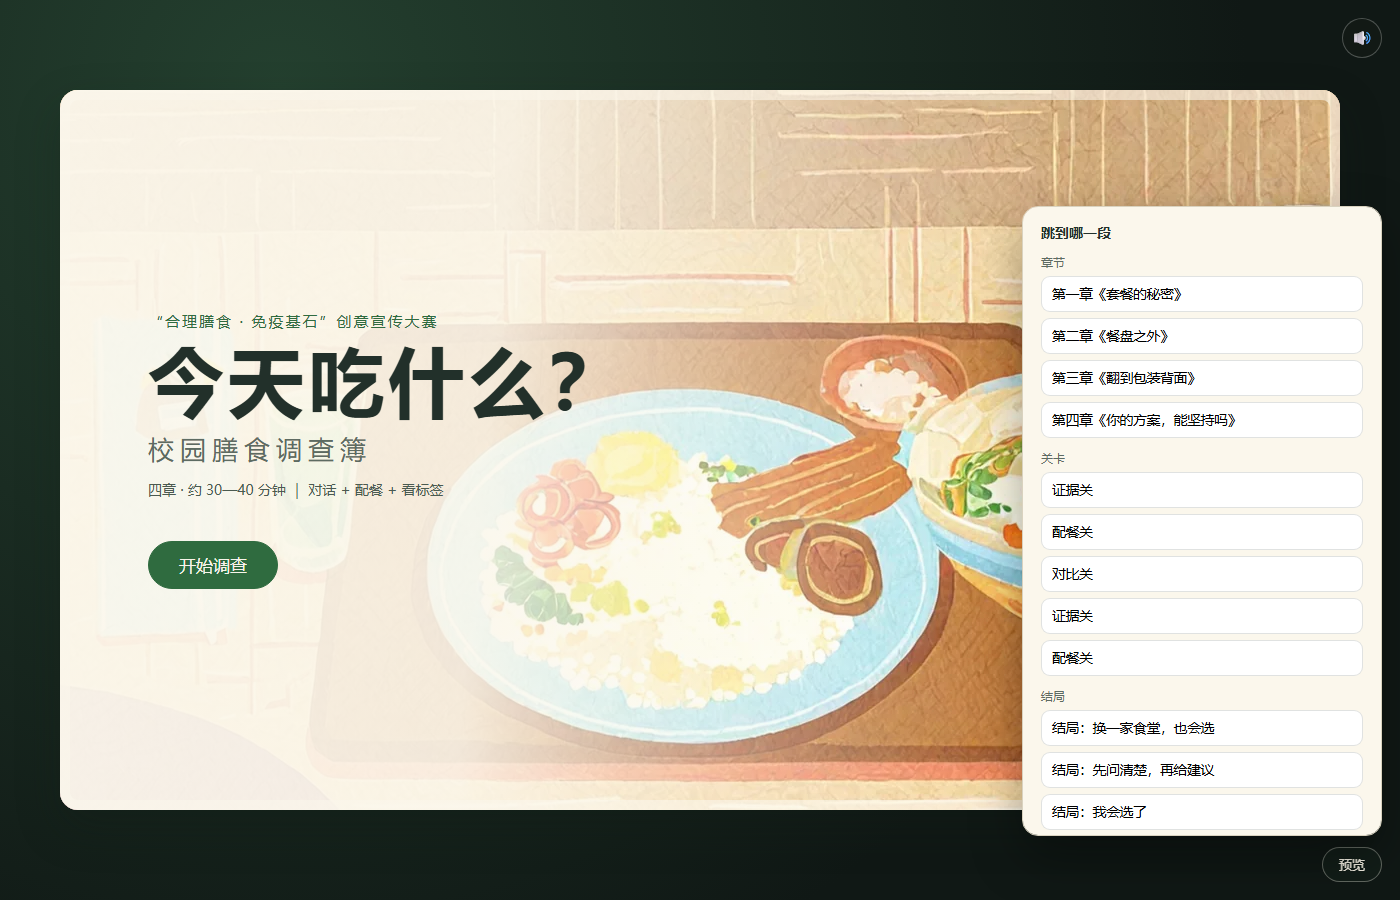 “合理膳食 · 免疫基石”创意宣传大赛
今天吃什么？
校园膳食调查簿
四章 · 约 30—40 分钟 ｜ 对话 + 配餐 + 看标签
开始调查
跳到哪一段
章节
第一章《套餐的秘密》
第二章《餐盘之外》
第三章《翻到包装背面》
第四章《你的方案，能坚持吗》
关卡
证据关
配餐关
对比关
证据关
配餐关
结局
结局：换一家食堂，也会选
结局：先问清楚，再给建议
结局：我会选了
预览